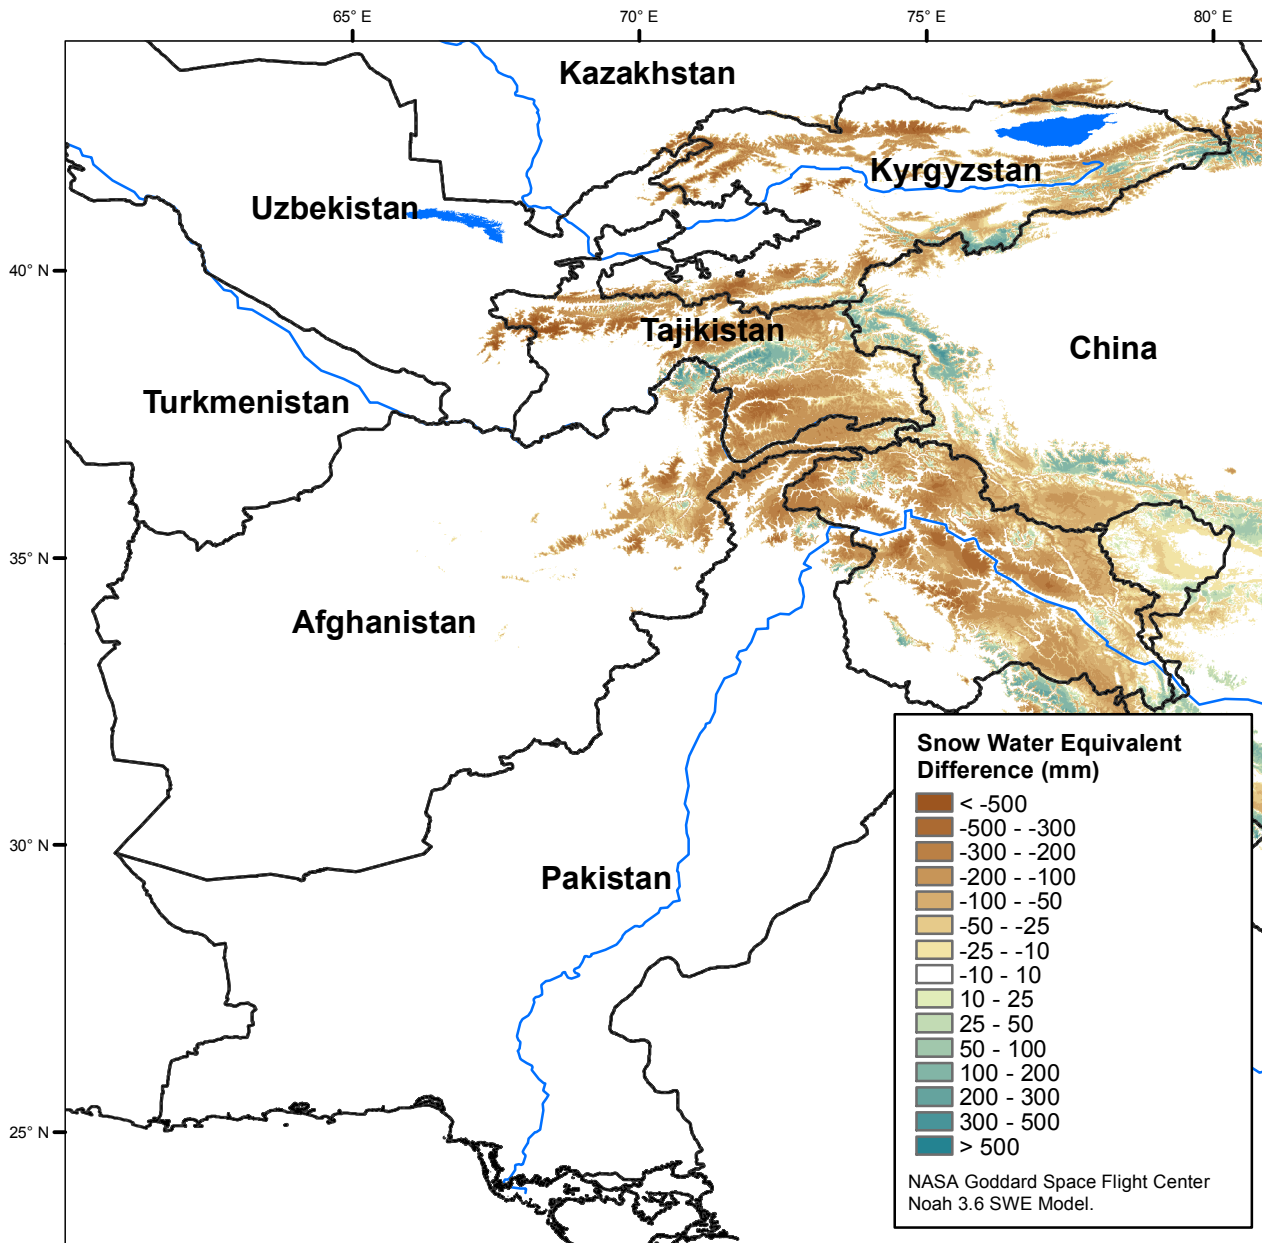 65° E
70° E
75° E
80° E
Kazakhstan
Kyrgyzstan
Uzbekistan
40° N
Tajikistan
China
Turkmenistan
35° N
Afghanistan
30° N
Pakistan
25° N
Snow Water Equivalent
Difference (mm)
< -500
-500 - -300
-300 - -200
-200 - -100
-100 - -50
-50 - -25
-25 - -10
-10 - 10
10 - 25
25 - 50
50 - 100
100 - 200
200 - 300
300 - 500
> 500
NASA Goddard Space Flight Center
Noah 3.6 SWE Model.